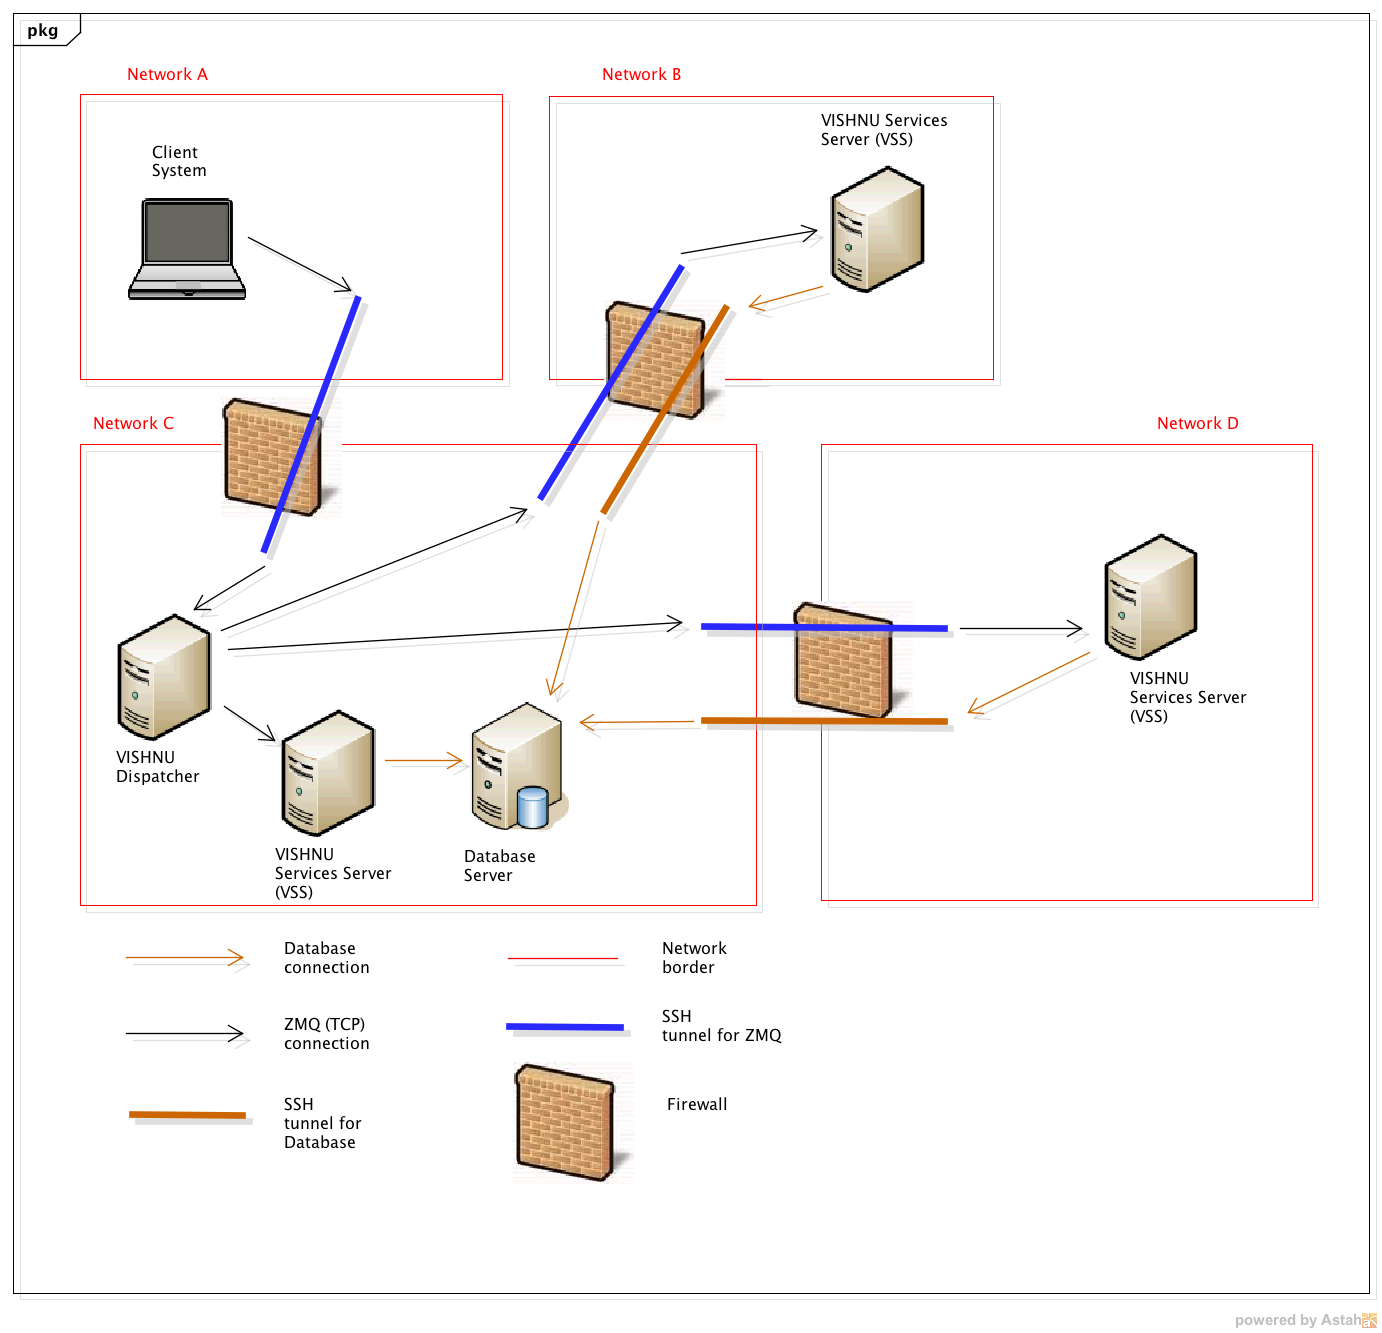 pkg
Network A
Network B
VISHNU Services
Server (VSS)
Client
System
Network C
Network D
VISHNU
Services Server
(VSS)
VISHNU
Dispatcher
VISHNU
Services Server
(VSS)
Database
Server
Database
connection
Network
border
ZMQ (TCP)
connection
SSH
tunnel for ZMQ
SSH
tunnel for
Database
Firewall
powered by Astah